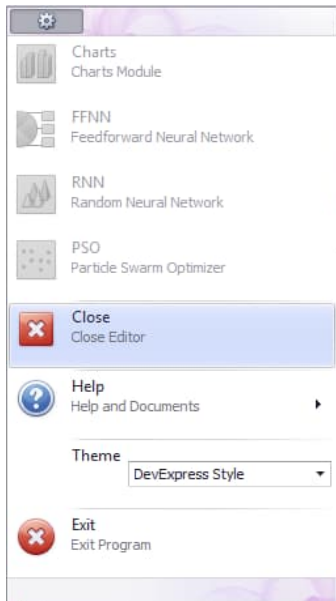 Charts
Charts Module
FFNN
Feedforward Neural Network
RNN
Random Neural Network
PSO
Particle Swarm Optimizer
Close
Close Editor
Help
Help and Documents
Theme
DevExpress Style
Exit
Exit Program